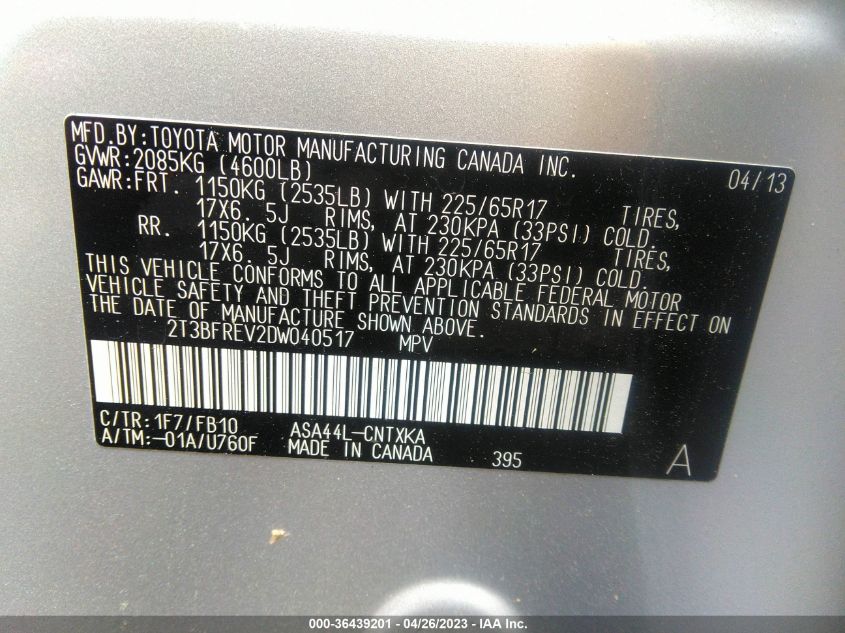 MFD.BY:TOYOTA MOTOR MANUFACTURING CANADA INC.
GVWR:2085KG (4600LB) 04/13
GAWR:FRT. 1150KG (2535LB) WITH 225/65R17 TIRES,
17X6. 5J RIMS, AT 230KPA (33PSI) COLD.
RR. 1150KG (2535LB) WITH 225/65R17 TIRES,
17X6. 5J RIMS, AT 230KPA (33PSI) COLD.
THIS VEHICLE CONFORMS TO ALL APPLICABLE FEDERAL MOTOR
VEHICLE SAFETY AND THEFT PREVENTION STANDARDS IN EFFECT ON
THE DATE OF MANUFACTURE SHOWN ABOVE.
2T3BFREV2DW040517 MPV
C/TR:1F7/FB10 ASA44L-CNTXKA
A/TM:-01A/U760F MADE IN CANADA 395 A
000-36439201 - 04/26/2023 - IAA Inc.